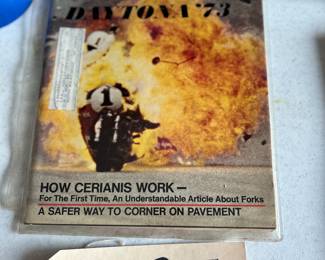 DAYTONA '73
1
HOW CERIANIS WORK —
For The First Time, An Understandable Article About Forks
A SAFER WAY TO CORNER ON PAVEMENT